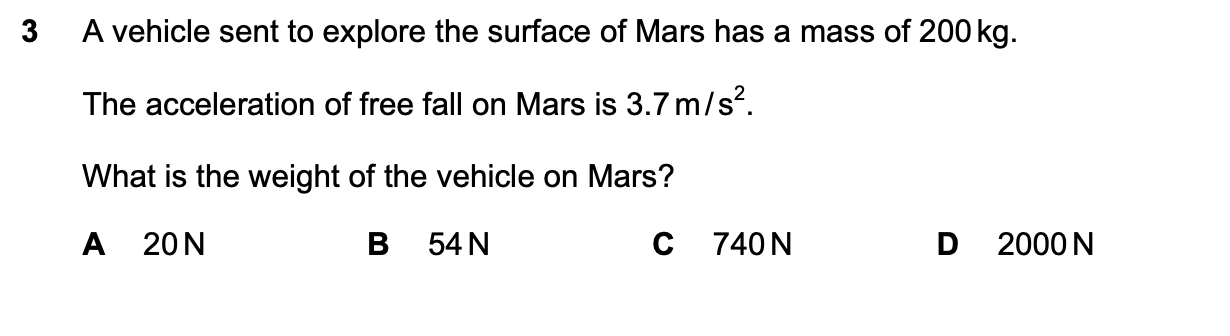 3 A vehicle sent to explore the surface of Mars has a mass of 200 kg.
The acceleration of free fall on Mars is 3.7 m/s².
What is the weight of the vehicle on Mars?
A 20 N B 54 N C 740 N D 2000 N